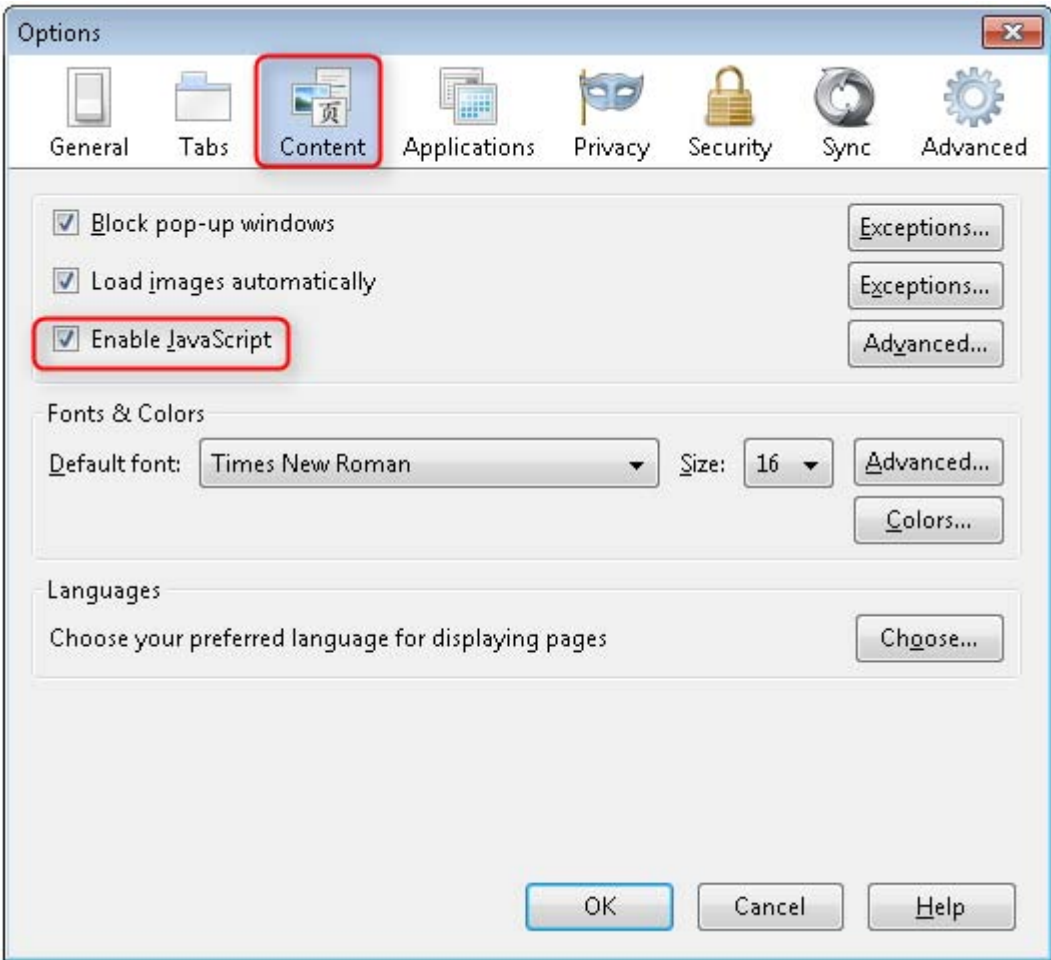 Options
General Tabs Content Applications Privacy Security Sync Advanced
页
Block pop-up windows Exceptions...
Load images automatically Exceptions...
Enable JavaScript Advanced...
Fonts & Colors
Default font: Times New Roman Size: 16 Advanced...
Colors...
Languages
Choose your preferred language for displaying pages Choose...
OK Cancel Help